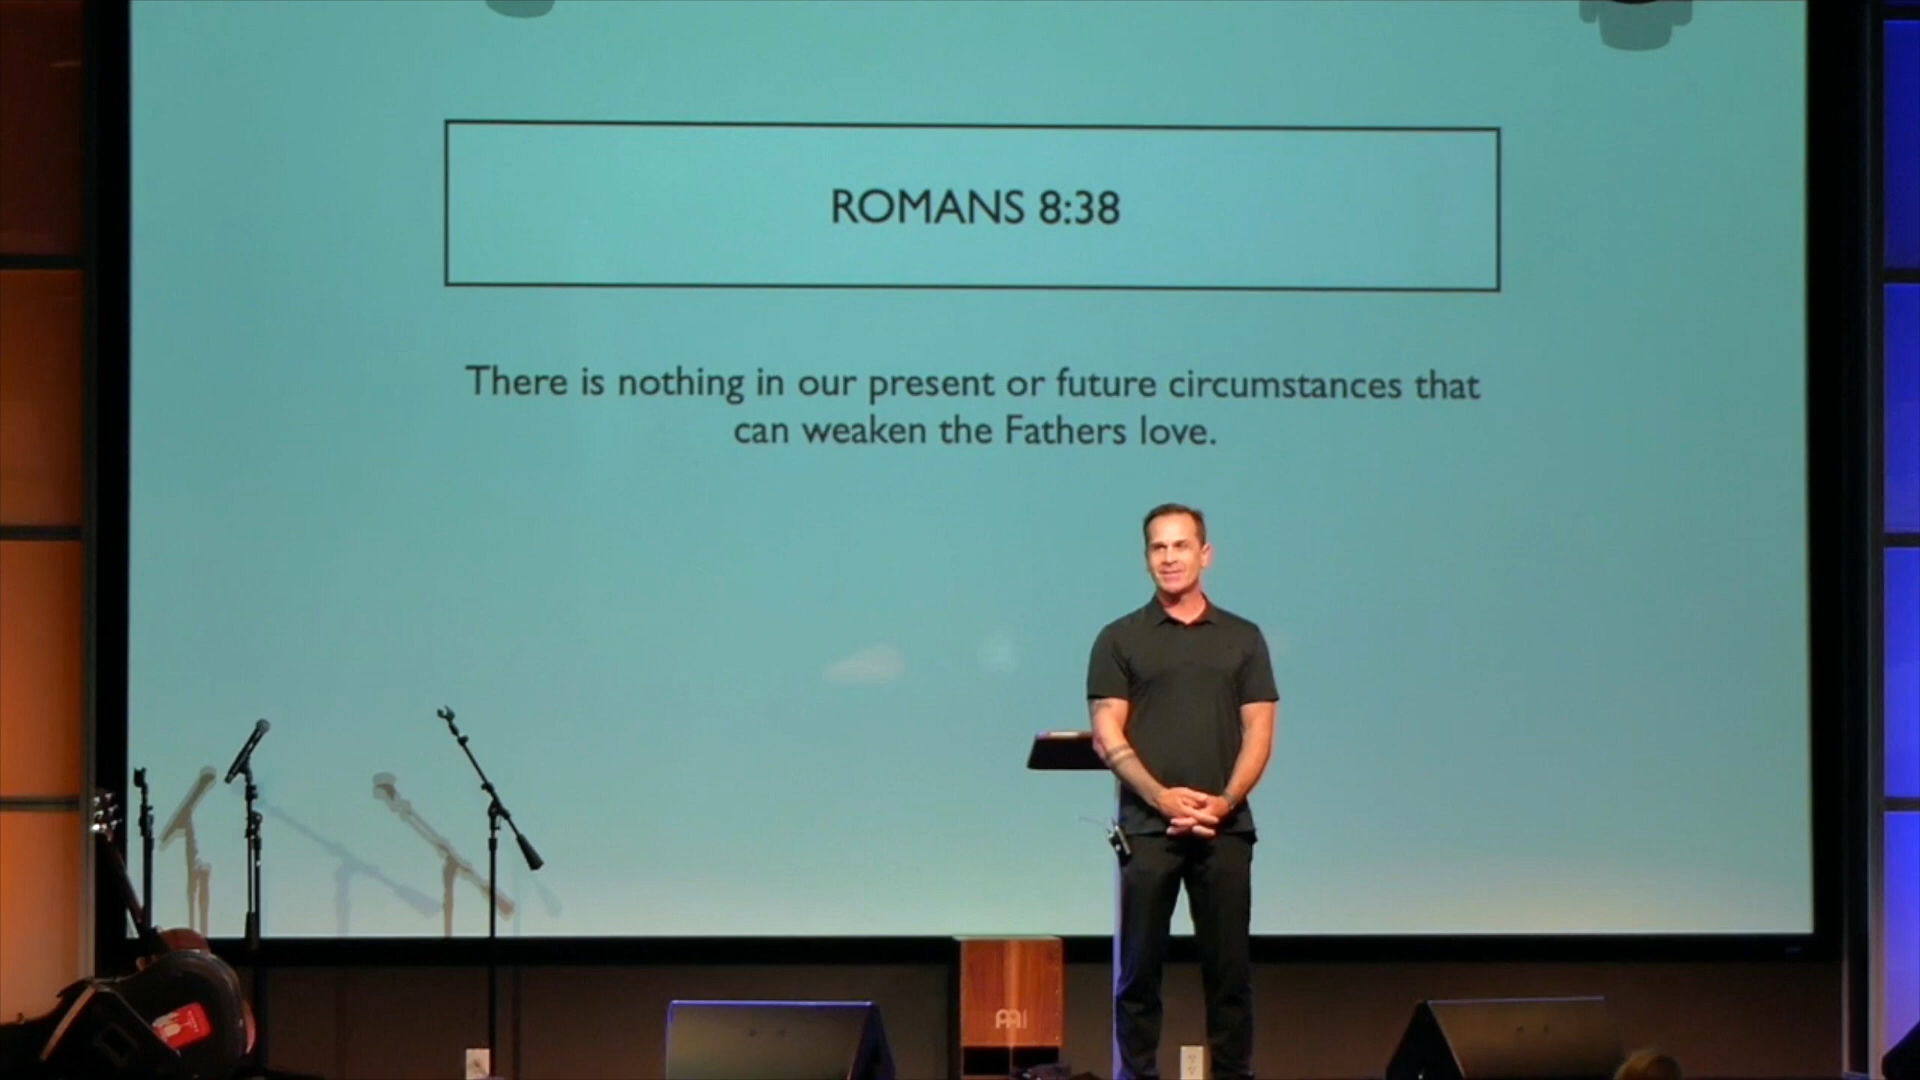 ROMANS 8:38
There is nothing in our present or future circumstances that
can weaken the Fathers love.